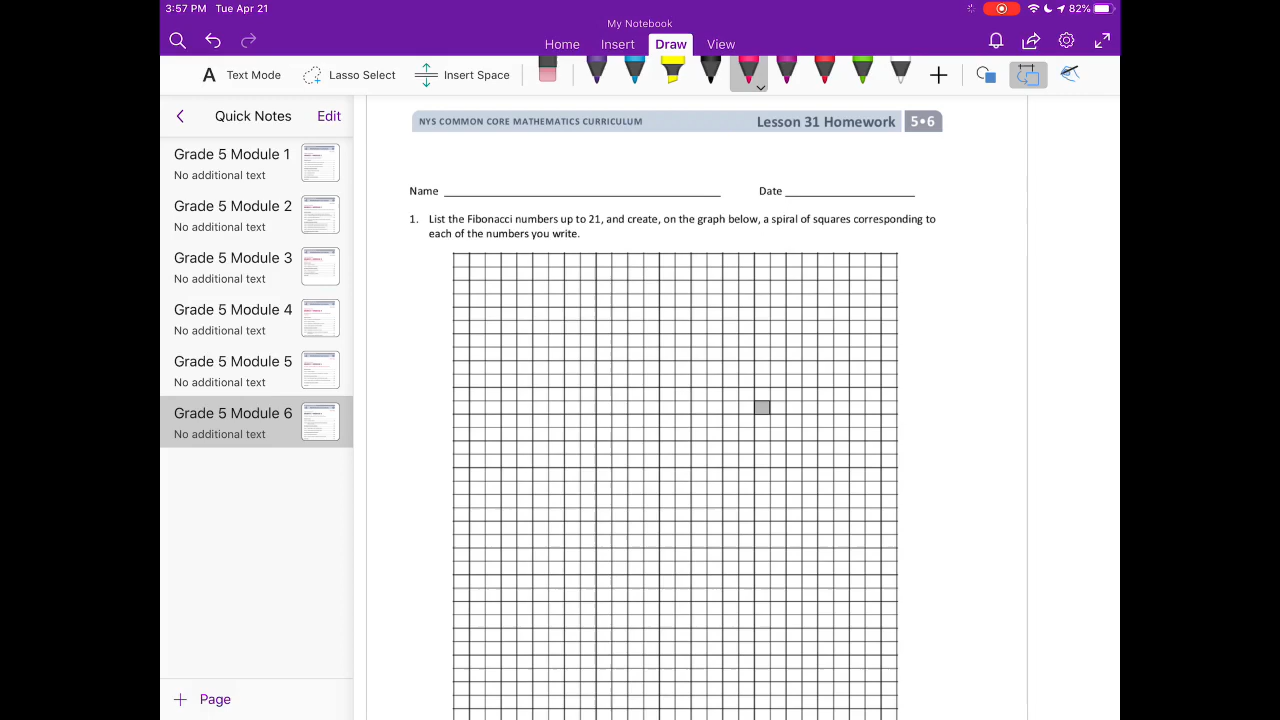 3:57 PM Tue Apr 21
82%
My Notebook
Home Insert Draw View
Text Mode Lasso Select Insert Space
Quick Notes Edit
Grade 5 Module 1
No additional text
Grade 5 Module 2
No additional text
Grade 5 Module 3
No additional text
Grade 5 Module 4
No additional text
Grade 5 Module 5
No additional text
Grade 5 Module 6
No additional text
+ Page
NYS COMMON CORE MATHEMATICS CURRICULUM Lesson 31 Homework 5•6
Name Date
1. List the Fibonacci numbers up to 21, and create, on the graph below, a spiral of squares corresponding to
each of the numbers you write.